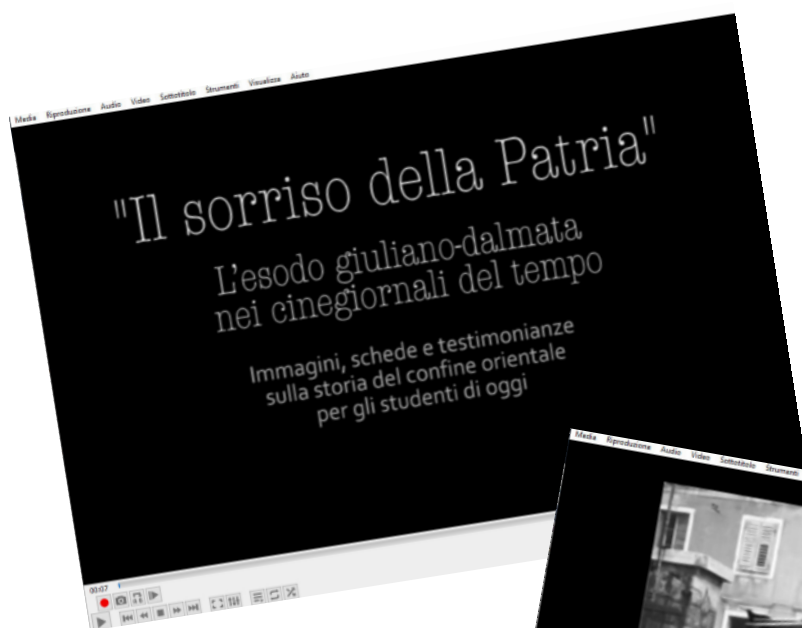 Media Riproduzione Audio Video Sottotitolo Strumenti Visualizza Aiuto
"Il sorriso della Patria"
L'esodo giuliano-dalmata
nei cinegiornali del tempo
Immagini, schede e testimonianze
sulla storia del confine orientale
per gli studenti di oggi
00:07
Media Riproduzione Audio Video Sottotitolo Strumenti